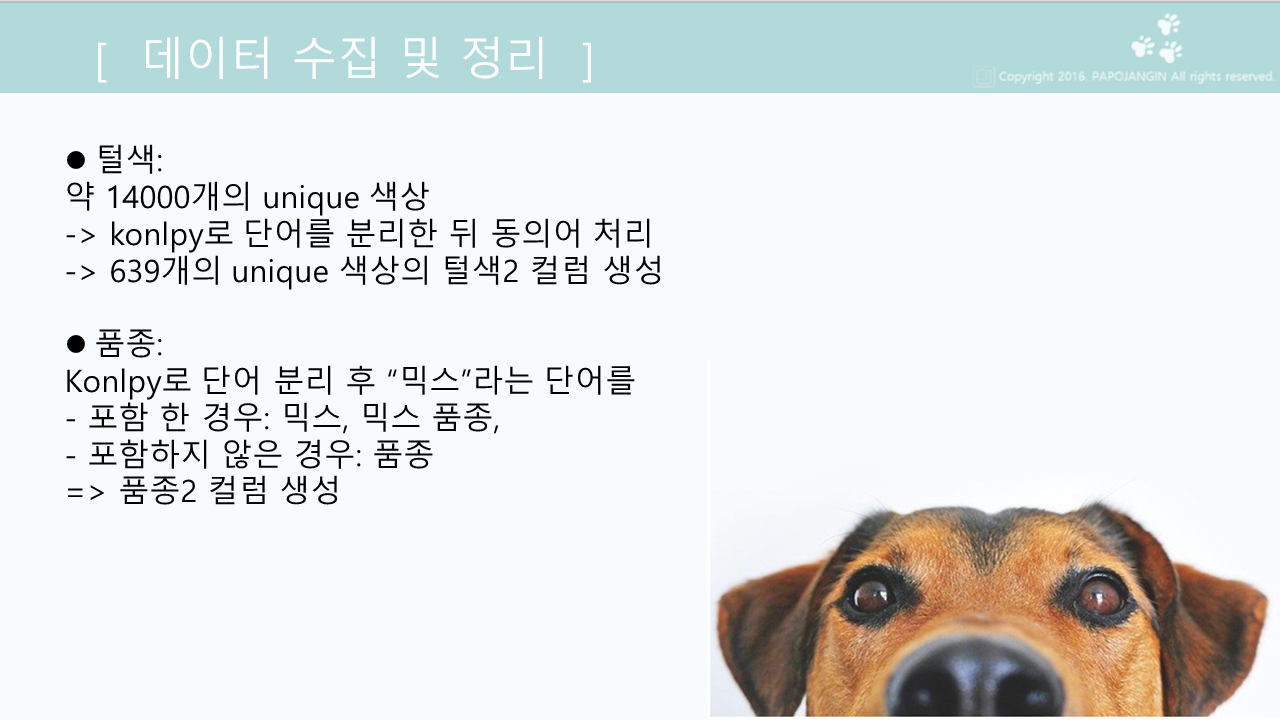 [ 데이터 수집 및 정리 ]
Copyright 2016. PAPOJANGIN All rights reserved.
● 털색:
약 14000개의 unique 색상
-> konlpy로 단어를 분리한 뒤 동의어 처리
-> 639개의 unique 색상의 털색2 컬럼 생성
● 품종:
Konlpy로 단어 분리 후 “믹스”라는 단어를
- 포함 한 경우: 믹스, 믹스 품종,
- 포함하지 않은 경우: 품종
=> 품종2 컬럼 생성